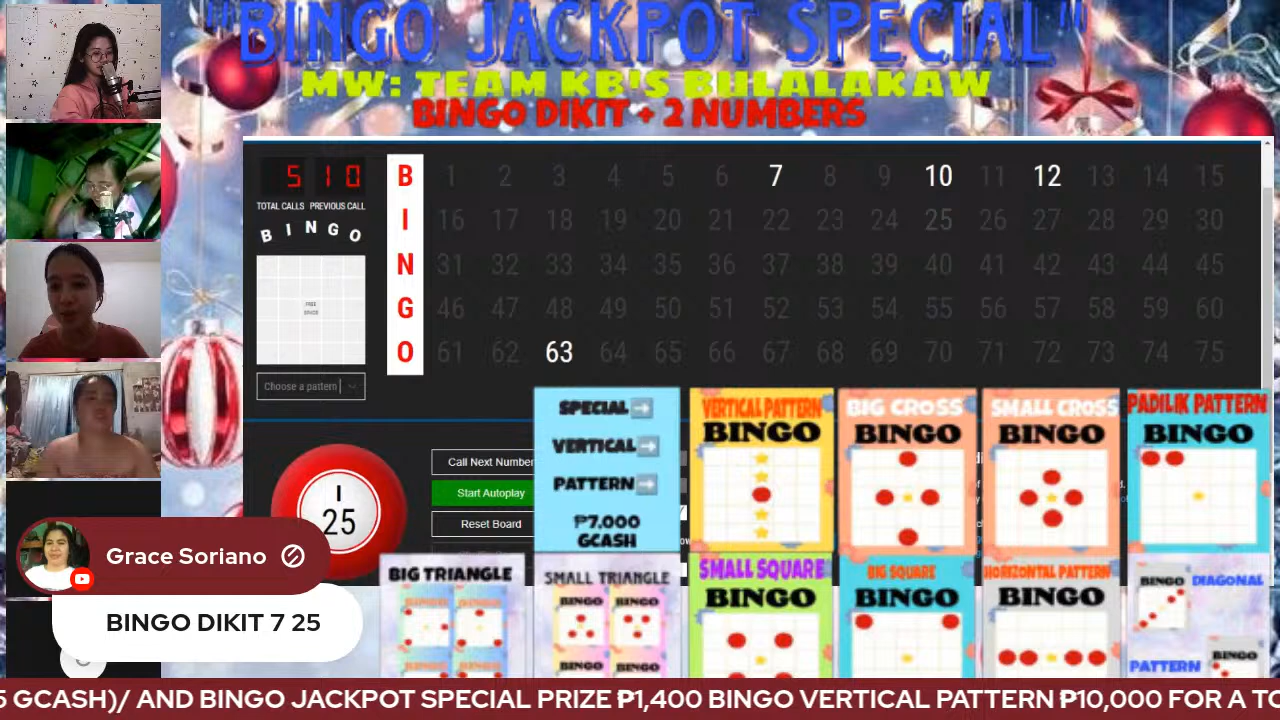 "BINGO JACKPOT SPECIAL"
MW: TEAM KB'S BULALAKAW
BINGO DIKIT + 2 NUMBERS
5 10
TOTAL CALLS PREVIOUS CALL
B I N G O
FREE
Choose a pattern
B 1 2 3 4 5 6 7 8 9 10 11 12 13 14 15
I 16 17 18 19 20 21 22 23 24 25 26 27 28 29 30
N 31 32 33 34 35 36 37 38 39 40 41 42 43 44 45
G 46 47 48 49 50 51 52 53 54 55 56 57 58 59 60
O 61 62 63 64 65 66 67 68 69 70 71 72 73 74 75
I
25
Call Next Number
Start Autoplay
Reset Board
SPECIAL
VERTICAL
PATTERN
₱7,000
GCASH
VERTICAL PATTERN
BINGO
BIG CROSS
BINGO
SMALL CROSS
BINGO
PADILIK PATTERN
BINGO
BIG TRIANGLE
SMALL TRIANGLE
BINGO BINGO
BINGO BINGO
SMALL SQUARE
BINGO
BIG SQUARE
BINGO
HORIZONTAL PATTERN
BINGO
BINGO DIAGONAL
PATTERN BINGO
Grace Soriano
BINGO DIKIT 7 25
5 GCASH)/ AND BINGO JACKPOT SPECIAL PRIZE ₱1,400 BINGO VERTICAL PATTERN ₱10,000 FOR A TO